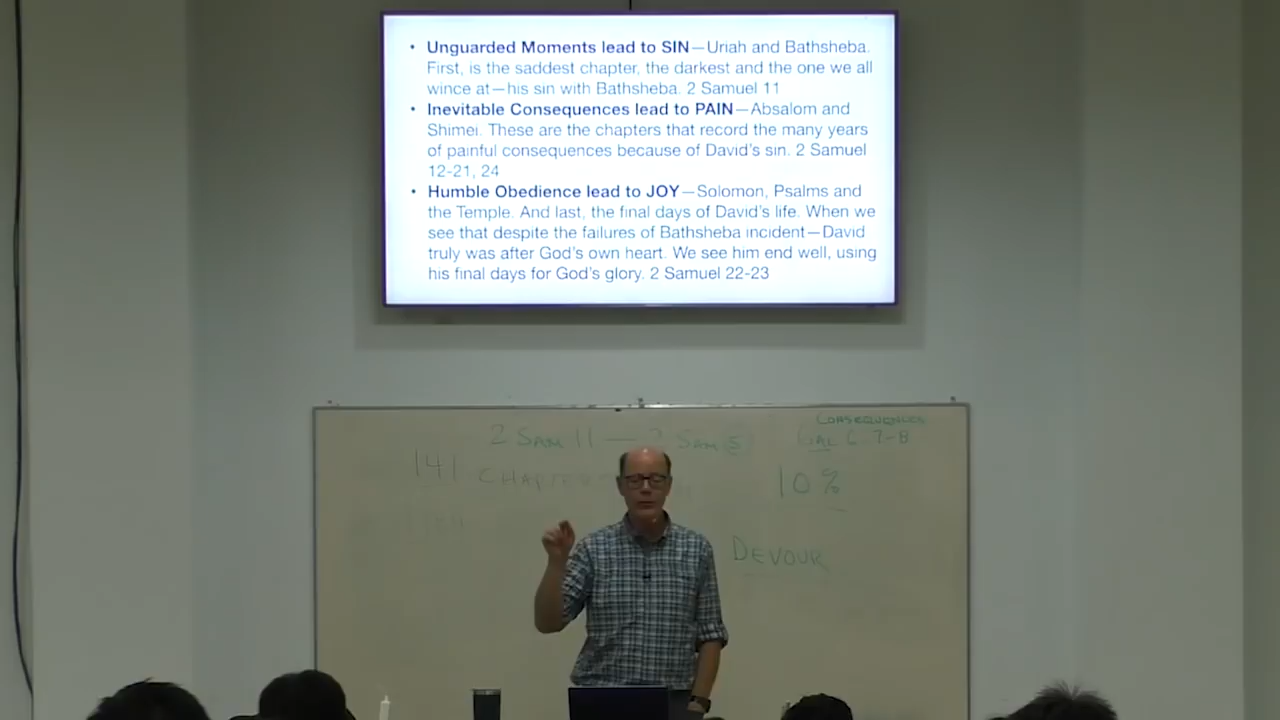 • Unguarded Moments lead to SIN—Uriah and Bathsheba.
First, is the saddest chapter, the darkest and the one we all
wince at—his sin with Bathsheba. 2 Samuel 11
• Inevitable Consequences lead to PAIN—Absalom and
Shimei. These are the chapters that record the many years
of painful consequences because of David's sin. 2 Samuel
12-21, 24
• Humble Obedience lead to JOY—Solomon, Psalms and
the Temple. And last, the final days of David's life. When we
see that despite the failures of Bathsheba incident—David
truly was after God's own heart. We see him end well, using
his final days for God's glory. 2 Samuel 22-23
CONSEQUENCES
2 SAM 11 — SAM 5
GAL 6 7-8
141 CHAPTERS
10%
DEVOUR